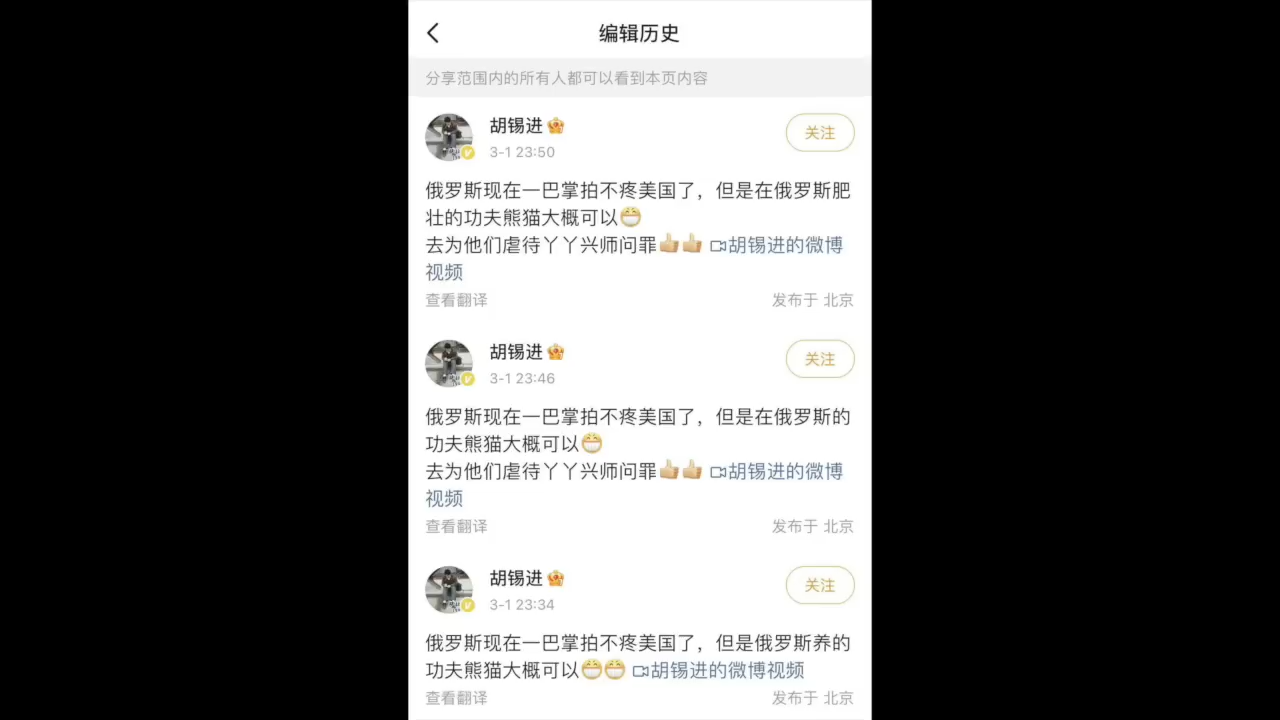 编辑历史
分享范围内的所有人都可以看到本页内容
胡锡进
关注
3-1 23:50
俄罗斯现在一巴掌拍不疼美国了，但是在俄罗斯肥
壮的功夫熊猫大概可以😁
去为他们虐待丫丫兴师问罪👍👍 胡锡进的微博
视频
查看翻译 发布于 北京
胡锡进
关注
3-1 23:46
俄罗斯现在一巴掌拍不疼美国了，但是在俄罗斯的
功夫熊猫大概可以😁
去为他们虐待丫丫兴师问罪👍👍 胡锡进的微博
视频
查看翻译 发布于 北京
胡锡进
关注
3-1 23:34
俄罗斯现在一巴掌拍不疼美国了，但是俄罗斯养的
功夫熊猫大概可以😁😁 胡锡进的微博视频
查看翻译 发布于 北京